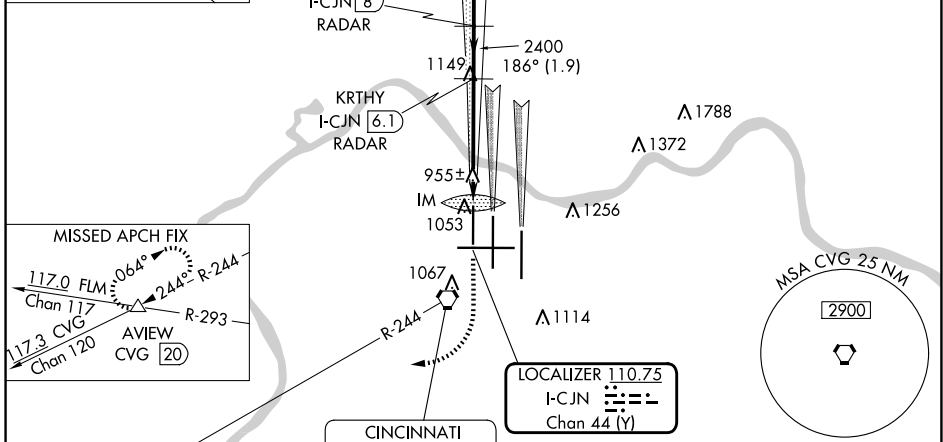 I-CJN 8
RADAR
2400
186° (1.9)
1149
KRTHY
I-CJN 6.1
RADAR
1788
1372
955±
IM
1053
1256
MISSED APCH FIX
064°
244°
R-244
117.0 FLM
Chan 117
R-293
117.3 CVG
Chan 120
AVIEW
CVG 20
1067
R-244
1114
MSA CVG 25 NM
2900
LOCALIZER 110.75
I-CJN
Chan 44 (Y)
CINCINNATI